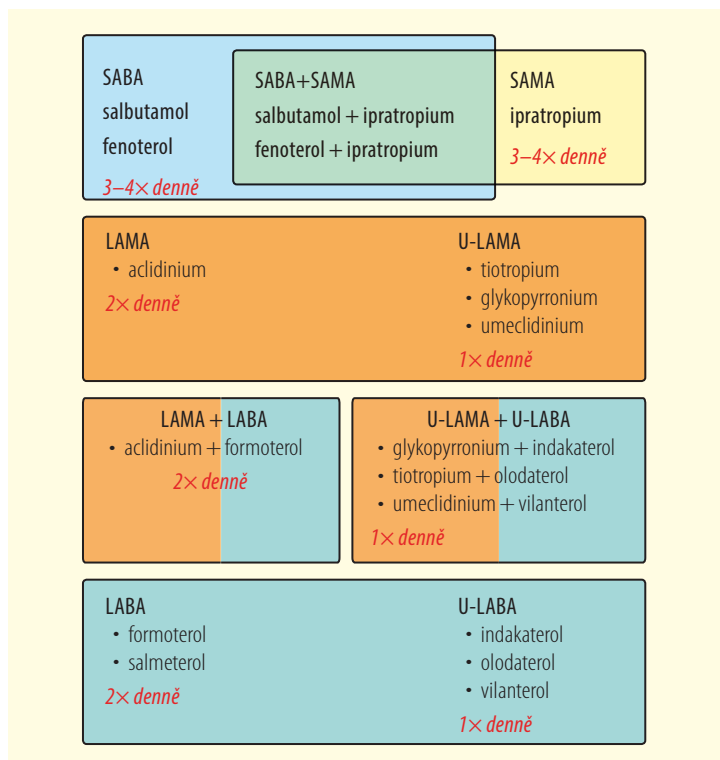 SABA
salbutamol
fenoterol
3–4× denně
SABA+SAMA
salbutamol + ipratropium
fenoterol + ipratropium
SAMA
ipratropium
3–4× denně
LAMA
• aclidinium
2× denně
U-LAMA
• tiotropium
• glykopyrronium
• umeclidinium
1× denně
LAMA + LABA
• aclidinium + formoterol
2× denně
U-LAMA + U-LABA
• glykopyrronium + indakaterol
• tiotropium + olodaterol
• umeclidinium + vilanterol
1× denně
LABA
• formoterol
• salmeterol
2× denně
U-LABA
• indakaterol
• olodaterol
• vilanterol
1× denně